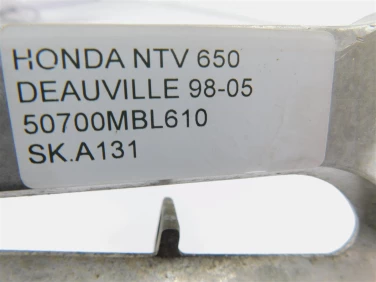 HONDA NTV 650
DEAUVILLE 98-05
50700MBL610
SK.A131